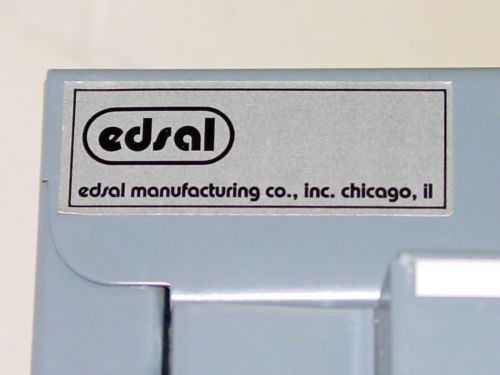 edsal
edsal manufacturing co., inc. chicago, il